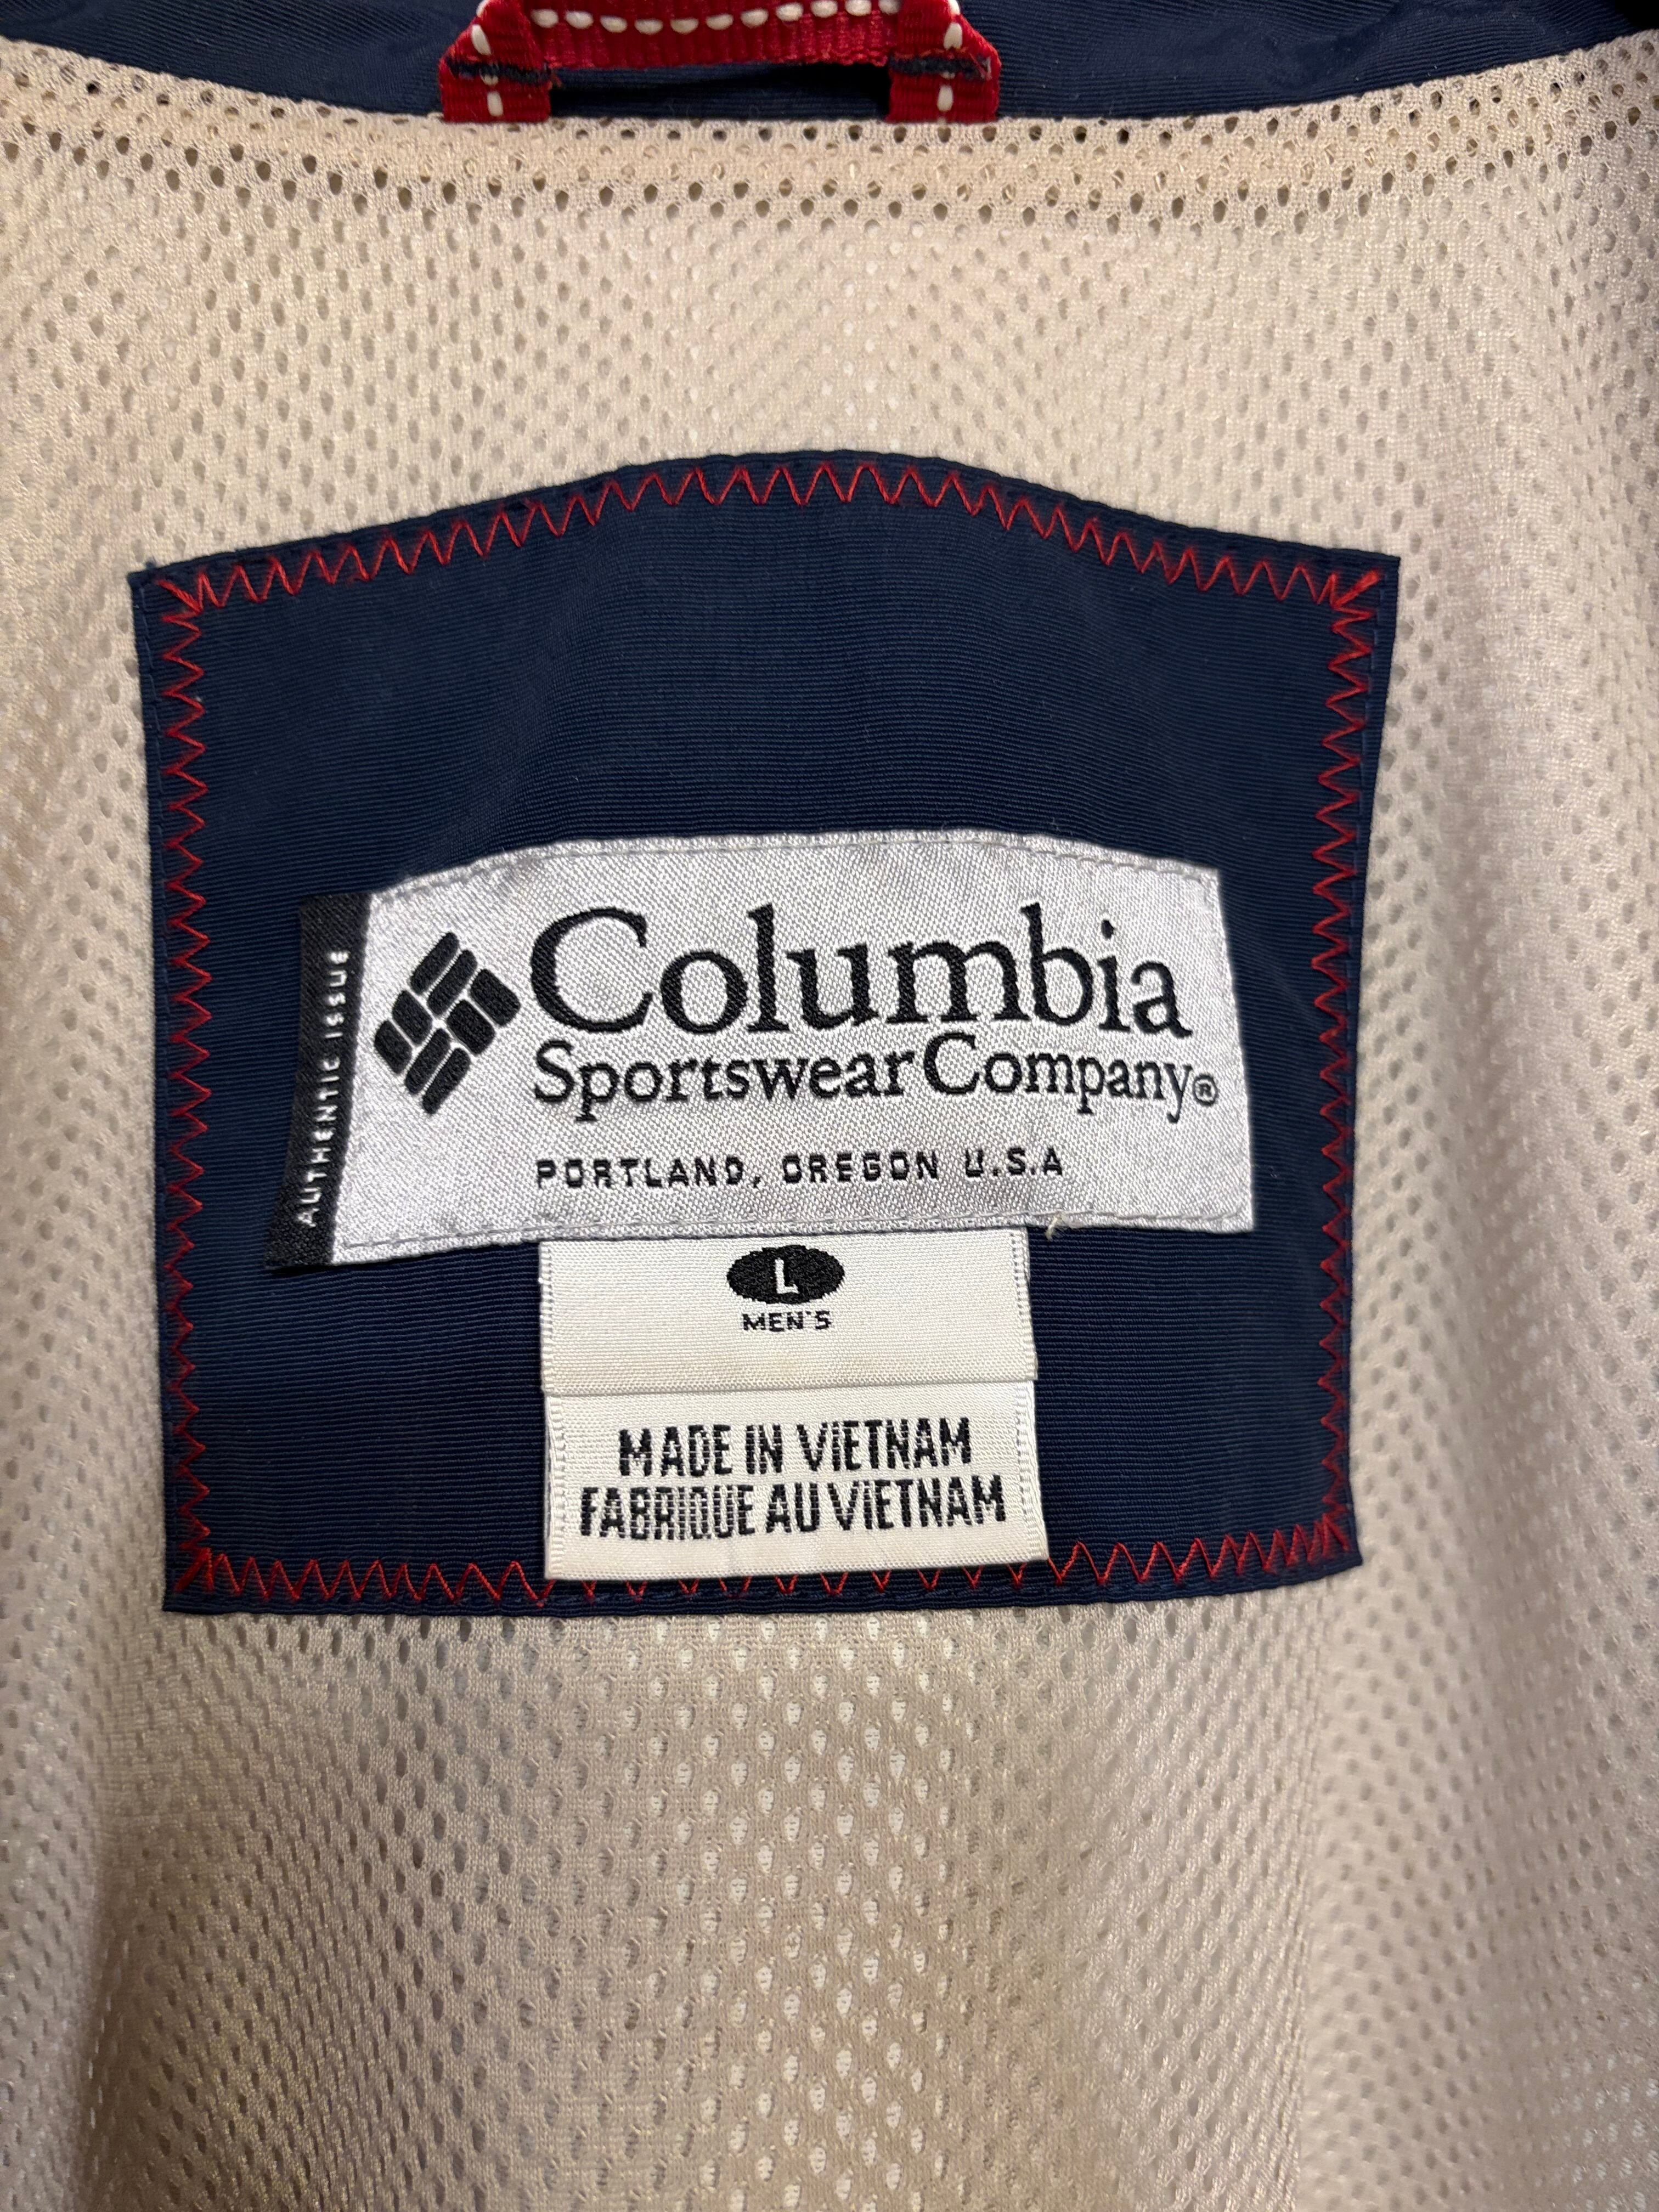 AUTHENTIC ISSUE
Columbia
Sportswear Company®
PORTLAND, OREGON U.S.A
L
MEN'S
MADE IN VIETNAM
FABRIQUE AU VIETNAM